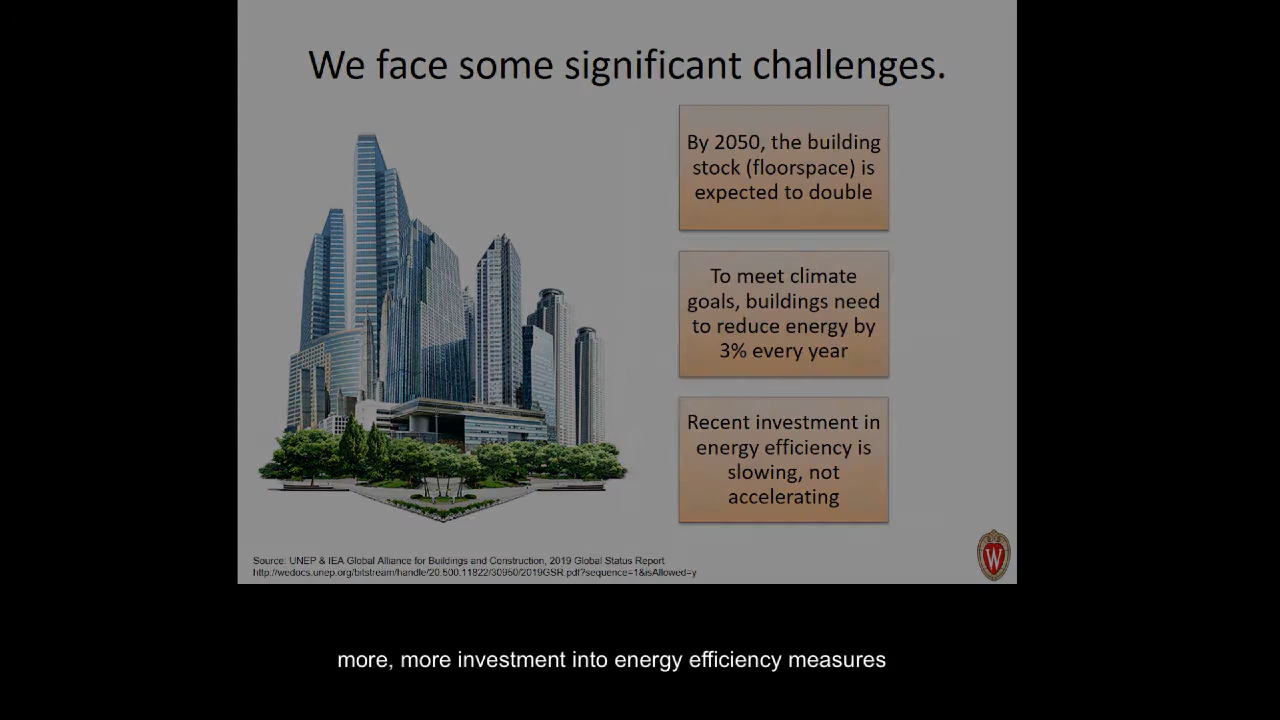 We face some significant challenges.
By 2050, the building
stock (floorspace) is
expected to double
To meet climate
goals, buildings need
to reduce energy by
3% every year
Recent investment in
energy efficiency is
slowing, not
accelerating
Source: UNEP & IEA Global Alliance for Buildings and Construction, 2019 Global Status Report
http://wedocs.unep.org/bitstream/handle/20.500.11822/30950/2019GSR.pdf?sequence=1&isAllowed=y
W
more, more investment into energy efficiency measures